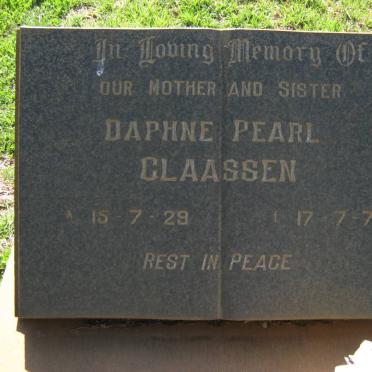 In Loving Memory Of
OUR MOTHER AND SISTER
DAPHNE PEARL
CLAASSEN
* 15-7-29 † 17-7-7
REST IN PEACE